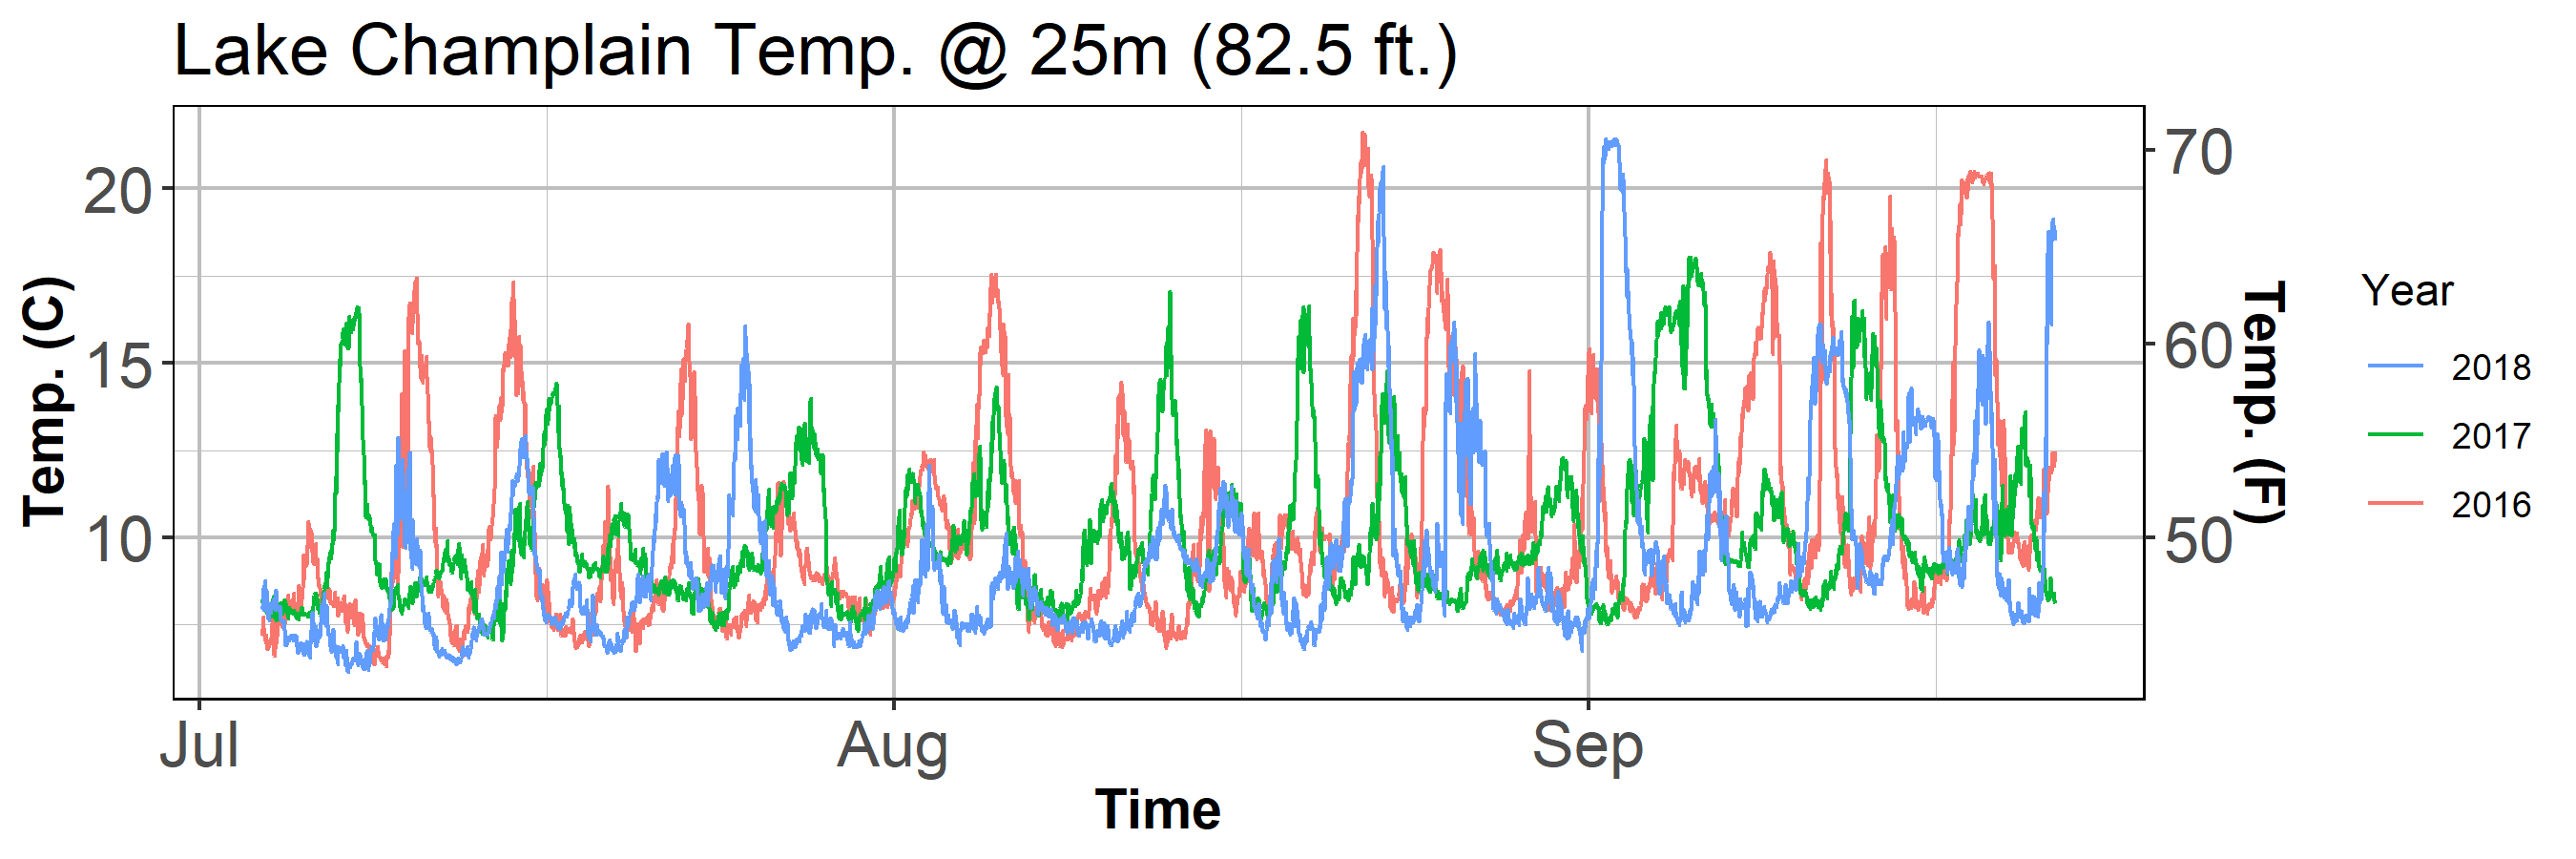 Lake Champlain Temp. @ 25m (82.5 ft.)
Temp. (C)
20
15
10
70
60
50
Temp. (F)
Jul
Aug
Sep
Time
Year
2018
2017
2016